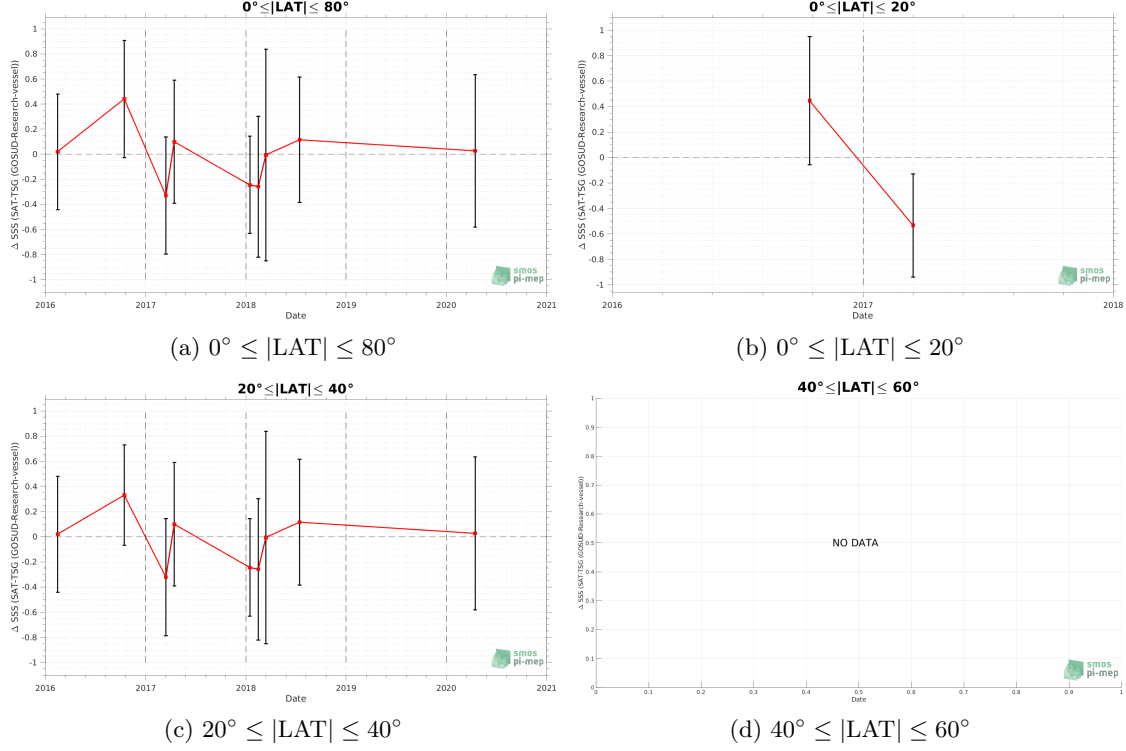 0°≤|LAT|≤ 80°
Δ SSS (SAT-TSG (GOSUD-Research-vessel))
1
0.8
0.6
0.4
0.2
0
-0.2
-0.4
-0.6
-0.8
-1
2016
2017
2018
2019
2020
2021
Date
smos
pi-mep
(a) 0° ≤ |LAT| ≤ 80°
0°≤|LAT|≤ 20°
Δ SSS (SAT-TSG (GOSUD-Research-vessel))
1
0.8
0.6
0.4
0.2
0
-0.2
-0.4
-0.6
-0.8
-1
2016
2017
2018
Date
smos
pi-mep
(b) 0° ≤ |LAT| ≤ 20°
20°≤|LAT|≤ 40°
Δ SSS (SAT-TSG (GOSUD-Research-vessel))
1
0.8
0.6
0.4
0.2
0
-0.2
-0.4
-0.6
-0.8
-1
2016
2017
2018
2019
2020
2021
Date
smos
pi-mep
(c) 20° ≤ |LAT| ≤ 40°
40°≤|LAT|≤ 60°
Δ SSS (SAT-TSG (GOSUD-Research-vessel))
1
0.9
0.8
0.7
0.6
0.5
0.4
0.3
0.2
0.1
0
NO DATA
0
0.1
0.2
0.3
0.4
0.5
0.6
0.7
0.8
0.9
1
Date
smos
pi-mep
(d) 40° ≤ |LAT| ≤ 60°